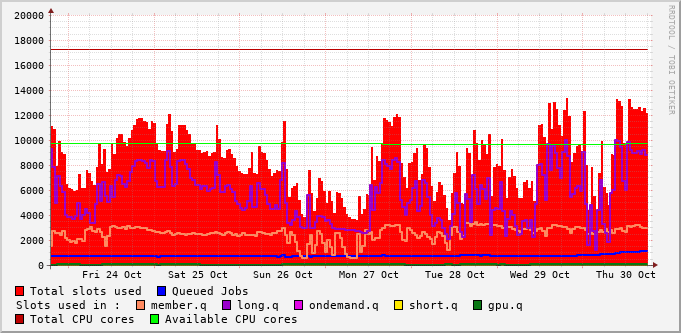 20000
18000
16000
14000
12000
10000
8000
6000
4000
2000
0
Fri 24 Oct Sat 25 Oct Sun 26 Oct Mon 27 Oct Tue 28 Oct Wed 29 Oct Thu 30 Oct
RRDTOOL / TOBI OETIKER
Total slots used Queued Jobs
Slots used in : member.q long.q ondemand.q short.q gpu.q
Total CPU cores Available CPU cores